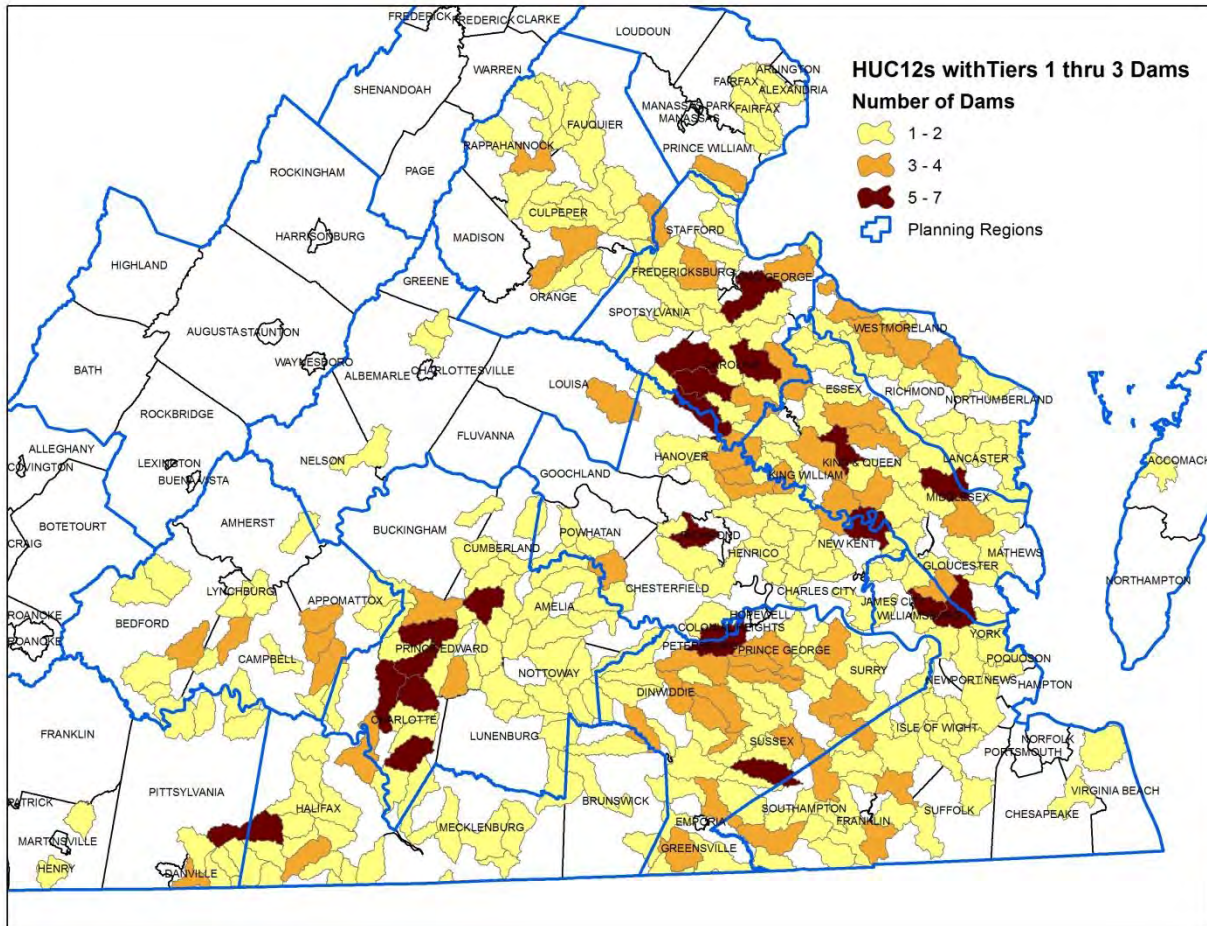 FREDERICK
FREDERICK
CLARKE
LOUDOUN
WARREN
SHENANDOAH
FAIRFAX
ARLINGTON
ALEXANDRIA
FAIRFAX
MANASSAS PARK
MANASSAS
FAUQUIER
PRINCE WILLIAM
RAPPAHANNOCK
PAGE
ROCKINGHAM
HUC12s withTiers 1 thru 3 Dams
Number of Dams
1 - 2
3 - 4
5 - 7
Planning Regions
CULPEPER
STAFFORD
MADISON
HARRISONBURG
HIGHLAND
GREENE
FREDERICKSBURG
GEORGE
ORANGE
SPOTSYLVANIA
WESTMORELAND
AUGUSTA
STAUNTON
WAYNESBORO
ALBEMARLE
CHARLOTTESVILLE
BATH
LOUISA
ESSEX
RICHMOND
NORTHUMBERLAND
ROCKBRIDGE
FLUVANNA
ALLEGHANY
COVINGTON
LEXINGTON
BUENA VISTA
NELSON
HANOVER
KING WILLIAM
KING & QUEEN
LANCASTER
ACCOMACK
GOOCHLAND
MIDDLESEX
BOTETOURT
CRAIG
AMHERST
BUCKINGHAM
POWHATAN
CUMBERLAND
HENRICO
NEW KENT
MATHEWS
GLOUCESTER
NORTHAMPTON
CHESTERFIELD
CHARLES CITY
JAMES CI
WILLIAMS
YORK
LYNCHBURG
APPOMATTOX
AMELIA
ROANOKE
ROANOKE
BEDFORD
HOPEWELL
PRINCE GEORGE
SURRY
POQUOSON
CAMPBELL
PRINCE EDWARD
NOTTOWAY
DINWIDDIE
NEWPORT NEWS
HAMPTON
CHARLOTTE
LUNENBURG
SUSSEX
ISLE OF WIGHT
NORFOLK
PORTSMOUTH
FRANKLIN
PITTSYLVANIA
HALIFAX
BRUNSWICK
SOUTHAMPTON
SUFFOLK
VIRGINIA BEACH
CHESAPEAKE
PATRICK
MECKLENBURG
EMPORIA
FRANKLIN
MARTINSVILLE
GREENSVILLE
HENRY
DANVILLE